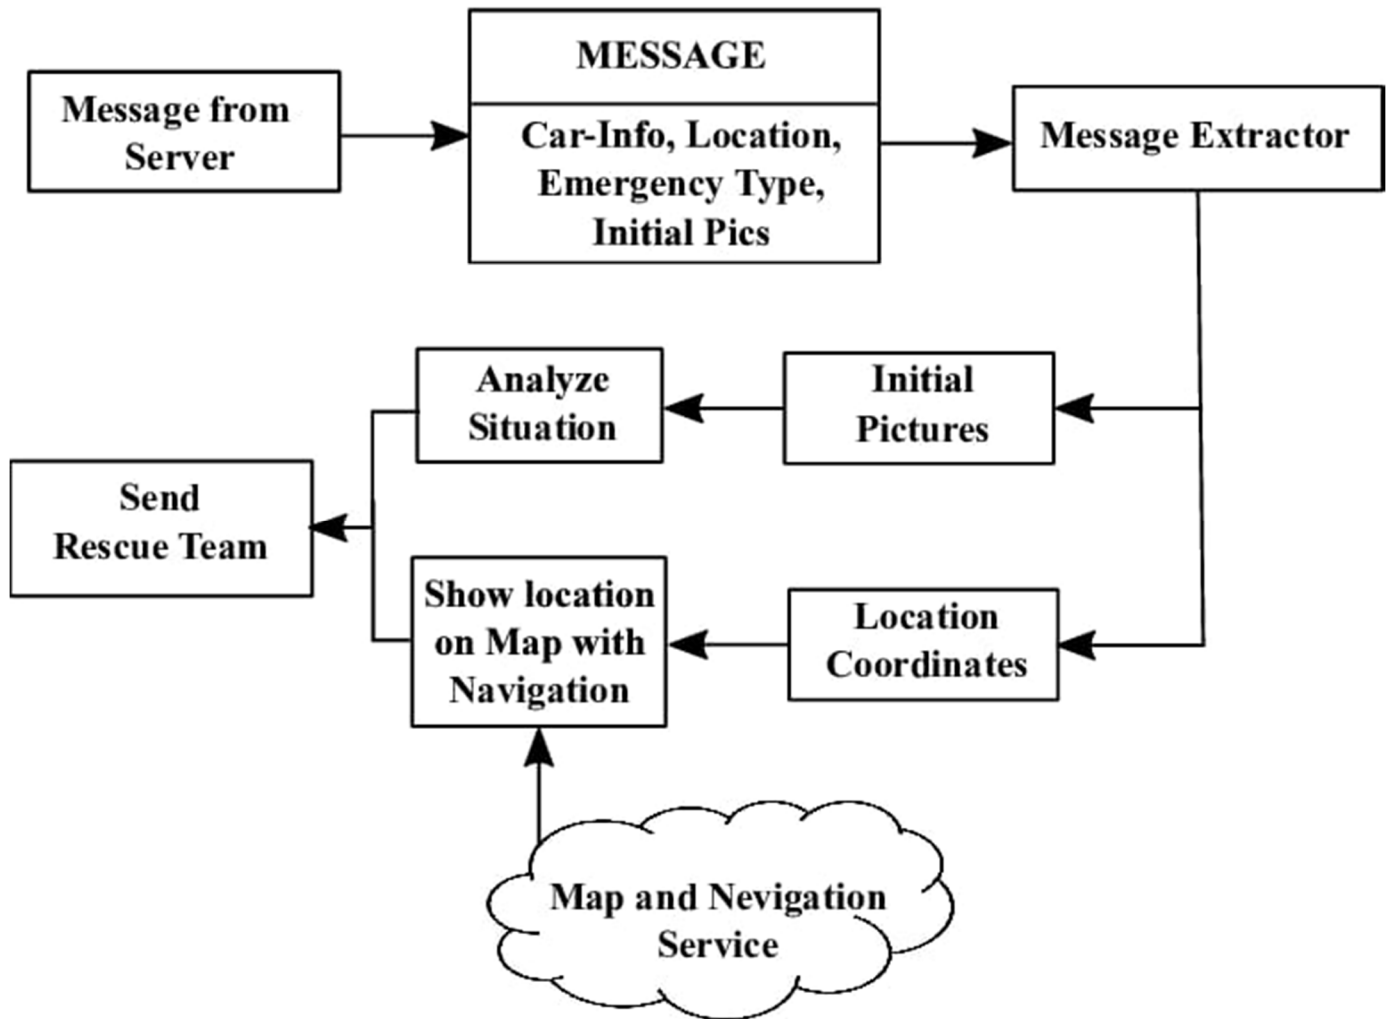 Message from
Server
MESSAGE
Car-Info, Location,
Emergency Type,
Initial Pics
Message Extractor
Analyze
Situation
Initial
Pictures
Send
Rescue Team
Show location
on Map with
Navigation
Location
Coordinates
Map and Nevigation
Service